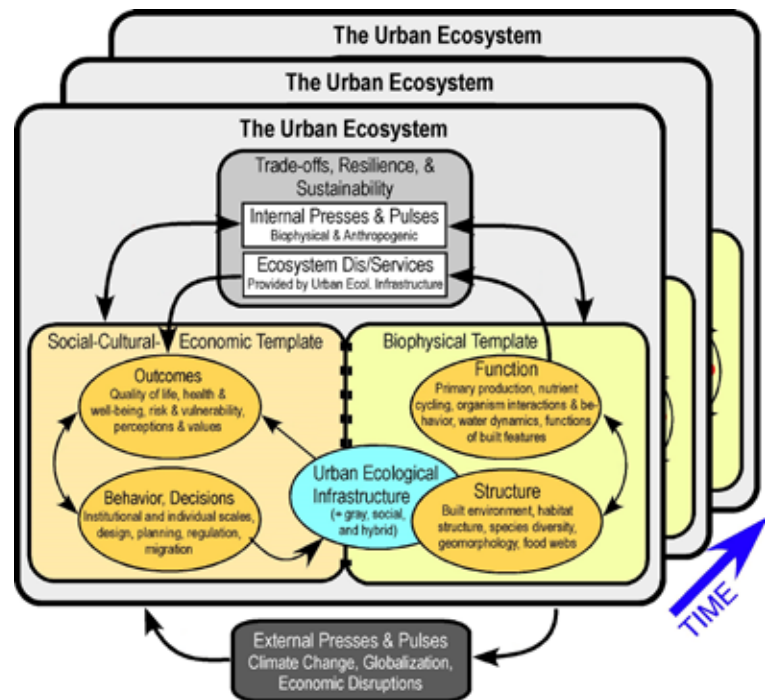 The Urban Ecosystem
The Urban Ecosystem
The Urban Ecosystem
Trade-offs, Resilience, &
Sustainability
Internal Presses & Pulses
Biophysical & Anthropogenic
Ecosystem Dis/Services
Provided by Urban Ecol. Infrastructure
Social-Cultural- Economic Template
Outcomes
Quality of life, health &
well-being, risk & vulnerability,
perceptions & values
Behavior, Decisions
Institutional and individual scales,
design, planning, regulation,
migration
Urban Ecological
Infrastructure
(+ gray, social,
and hybrid)
Biophysical Template
Function
Primary production, nutrient
cycling, organism interactions & be-
havior, water dynamics, functions
of built features
Structure
Built environment, habitat
structure, species diversity,
geomorphology, food webs
TIME
External Presses & Pulses
Climate Change, Globalization,
Economic Disruptions